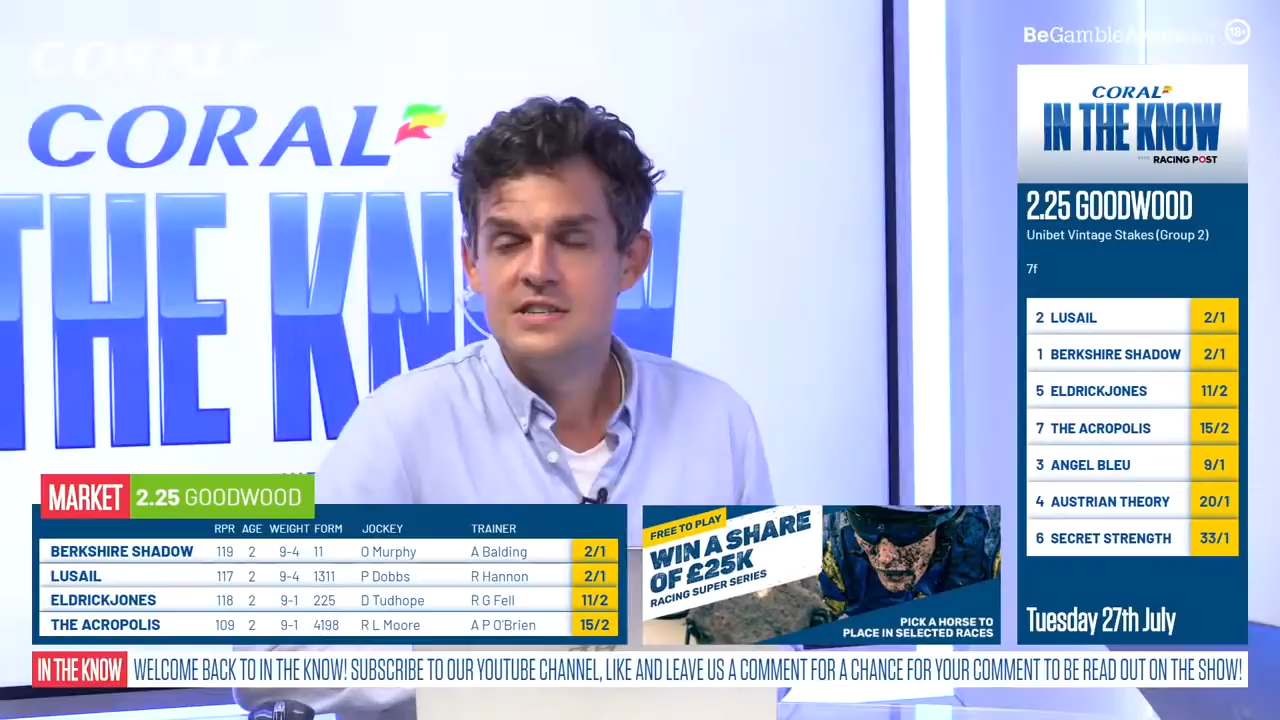 CORAL
CORAL
THE KN W
BeGambleA
18+
CORAL
IN THE KNOW
WITH RACING POST
2.25 GOODWOOD
Unibet Vintage Stakes (Group 2)
7f
2 LUSAIL 2/1
1 BERKSHIRE SHADOW 2/1
5 ELDRICKJONES 11/2
7 THE ACROPOLIS 15/2
3 ANGEL BLEU 9/1
4 AUSTRIAN THEORY 20/1
6 SECRET STRENGTH 33/1
Tuesday 27th July
MARKET 2.25 GOODWOOD
RPR AGE WEIGHT FORM JOCKEY TRAINER
BERKSHIRE SHADOW 119 2 9-4 11 O Murphy A Balding 2/1
LUSAIL 117 2 9-4 1311 P Dobbs R Hannon 2/1
ELDRICKJONES 118 2 9-1 225 D Tudhope R G Fell 11/2
THE ACROPOLIS 109 2 9-1 4198 R L Moore A P O'Brien 15/2
FREE TO PLAY
WIN A SHARE
OF £25K
RACING SUPER SERIES
PICK A HORSE TO
PLACE IN SELECTED RACES
IN THE KNOW WELCOME BACK TO IN THE KNOW! SUBSCRIBE TO OUR YOUTUBE CHANNEL, LIKE AND LEAVE US A COMMENT FOR A CHANCE FOR YOUR COMMENT TO BE READ OUT ON THE SHOW!